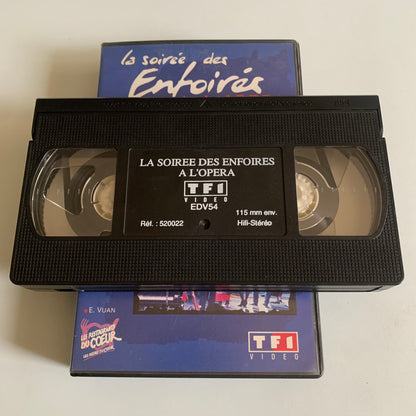 la soirée des
Enfoirés
LA SOIREE DES ENFOIRES
A L'OPERA
TF1
VIDEO
EDV54
Réf. : 520022
115 mm env.
Hifi-Stéréo
E. VUAN
LES RESTAURANTS
DU COEUR
TF1
VIDEO